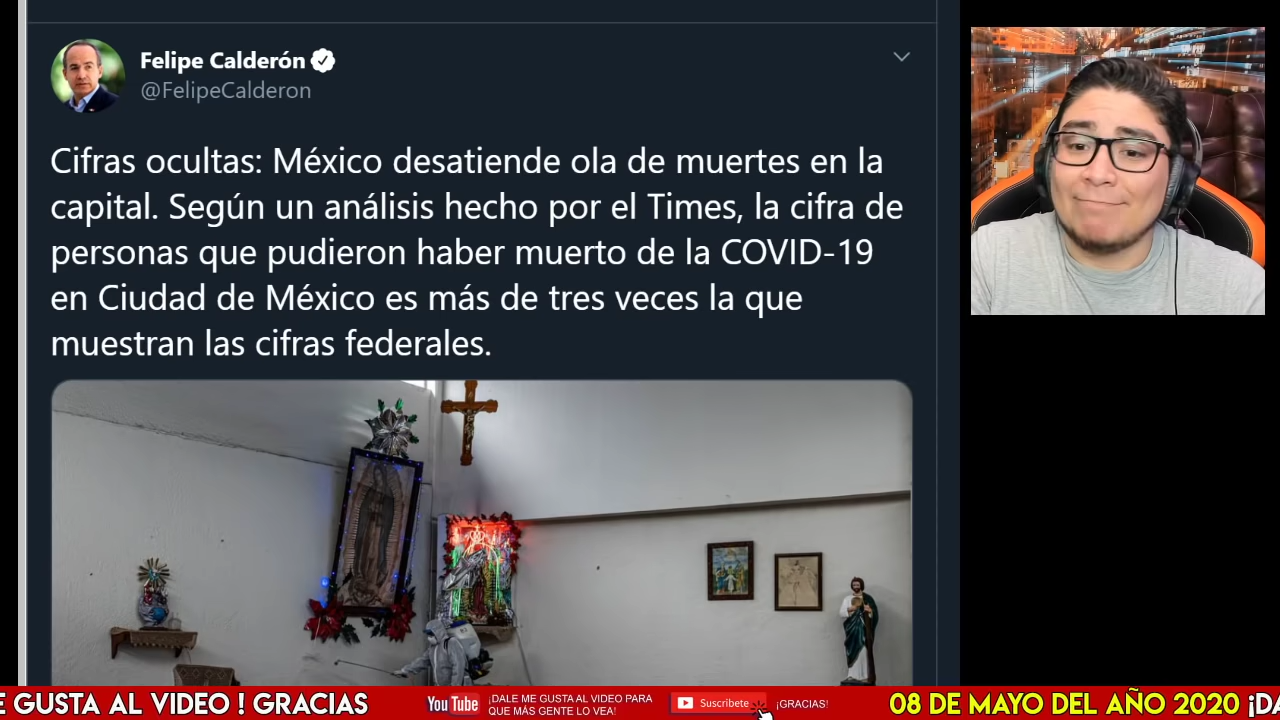 Felipe Calderón
@FelipeCalderon
Cifras ocultas: México desatiende ola de muertes en la
capital. Según un análisis hecho por el Times, la cifra de
personas que pudieron haber muerto de la COVID-19
en Ciudad de México es más de tres veces la que
muestran las cifras federales.
E GUSTA AL VIDEO ! GRACIAS
YouTube
¡DALE ME GUSTA AL VIDEO PARA
QUE MÁS GENTE LO VEA!
Suscribete
¡GRACIAS!
08 DE MAYO DEL AÑO 2020 ¡DA